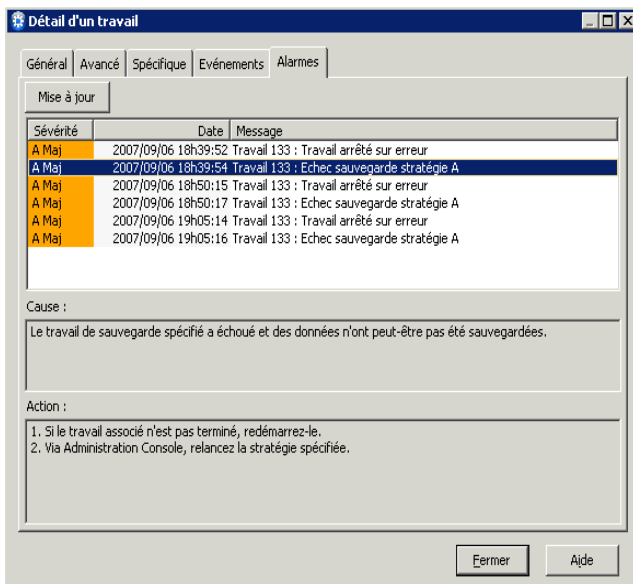 Détail d'un travail
Général Avancé Spécifique Evénements Alarmes
Mise à jour
Sévérité Date Message
A Maj 2007/09/06 18h39:52 Travail 133 : Travail arrêté sur erreur
A Maj 2007/09/06 18h39:54 Travail 133 : Echec sauvegarde stratégie A
A Maj 2007/09/06 18h50:15 Travail 133 : Travail arrêté sur erreur
A Maj 2007/09/06 18h50:17 Travail 133 : Echec sauvegarde stratégie A
A Maj 2007/09/06 19h05:14 Travail 133 : Travail arrêté sur erreur
A Maj 2007/09/06 19h05:16 Travail 133 : Echec sauvegarde stratégie A
Cause :
Le travail de sauvegarde spécifié a échoué et des données n'ont peut-être pas été sauvegardées.
Action :
1. Si le travail associé n'est pas terminé, redémarrez-le.
2. Via Administration Console, relancez la stratégie spécifiée.
Fermer Aide